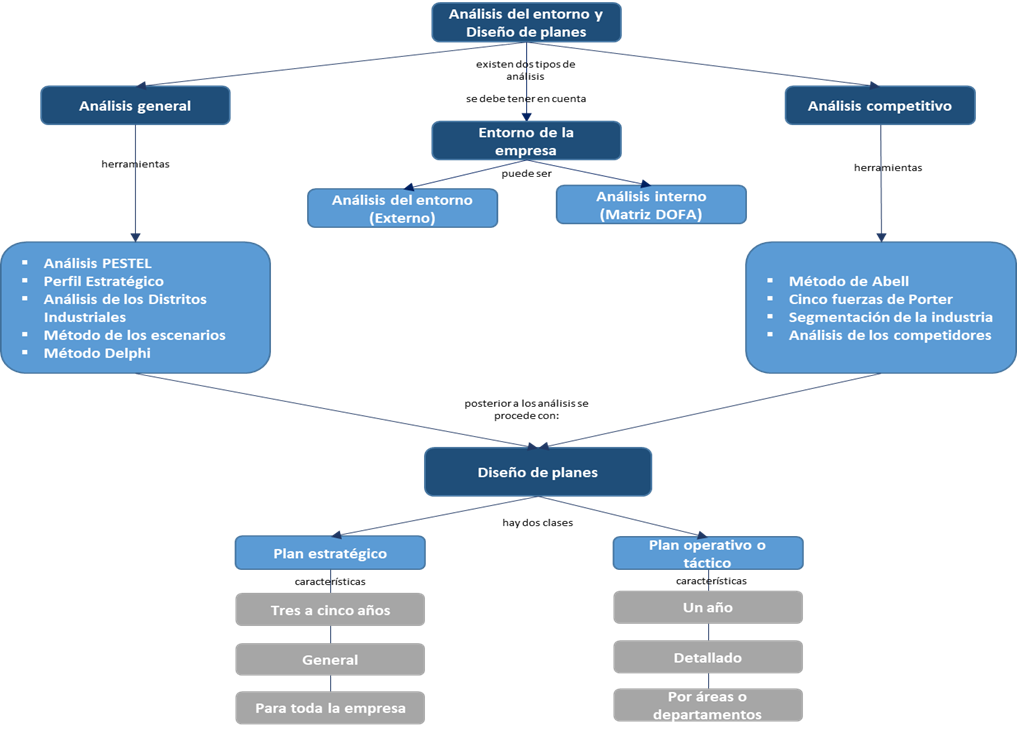 Análisis del entorno y
Diseño de planes
existen dos tipos de
análisis
se debe tener en cuenta
Análisis general
Análisis competitivo
Entorno de la
empresa
herramientas
puede ser
herramientas
Análisis del entorno
(Externo)
Análisis interno
(Matriz DOFA)
▪ Análisis PESTEL
▪ Perfil Estratégico
▪ Análisis de los Distritos
Industriales
▪ Método de los escenarios
▪ Método Delphi
▪ Método de Abell
▪ Cinco fuerzas de Porter
▪ Segmentación de la industria
▪ Análisis de los competidores
posterior a los análisis se
procede con:
Diseño de planes
hay dos clases
Plan estratégico
características
Tres a cinco años
General
Para toda la empresa
Plan operativo o
táctico
características
Un año
Detallado
Por áreas o
departamentos